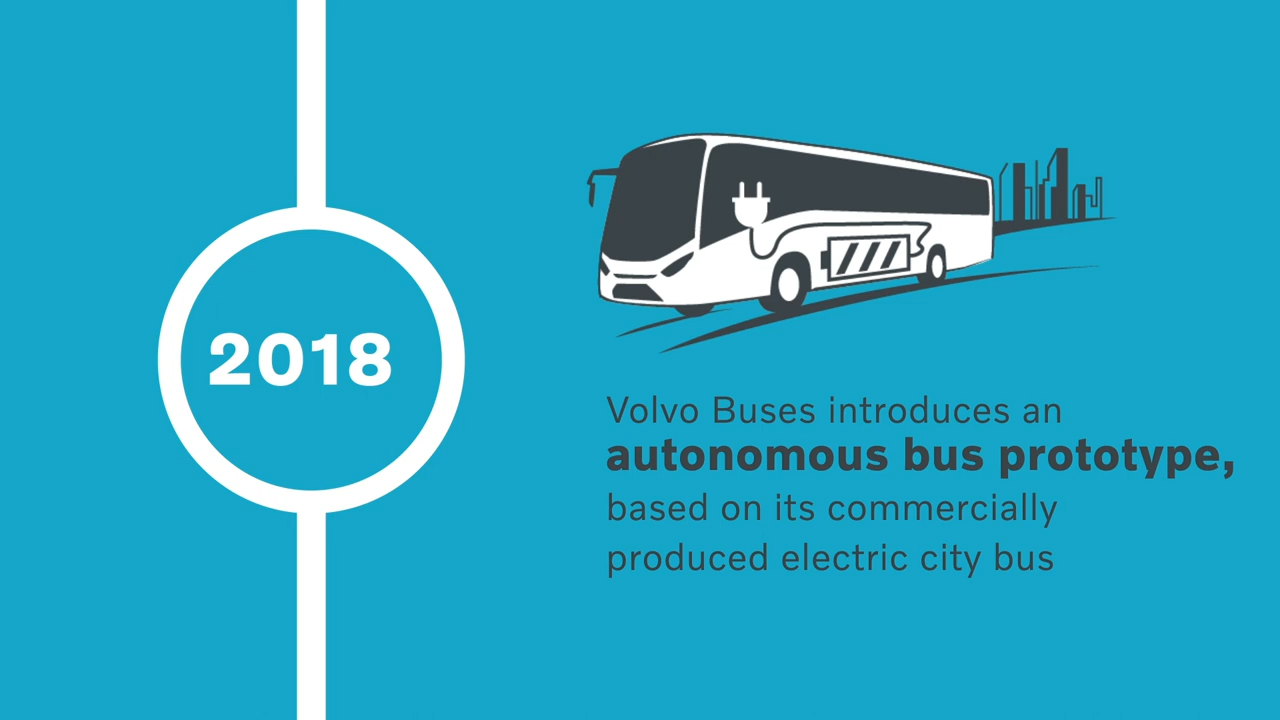 2018
Volvo Buses introduces an
autonomous bus prototype,
based on its commercially
produced electric city bus